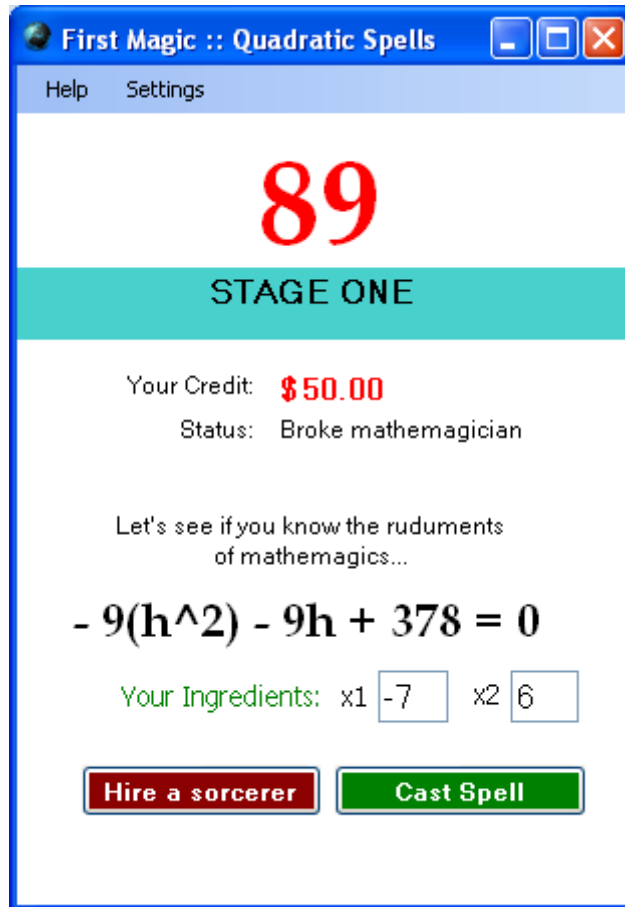 First Magic :: Quadratic Spells
Help Settings
89
STAGE ONE
Your Credit: $50.00
Status: Broke mathemagician
Let's see if you know the ruduments
of mathemagics...
- 9(h^2) - 9h + 378 = 0
Your Ingredients: x1 -7 x2 6
Hire a sorcerer Cast Spell